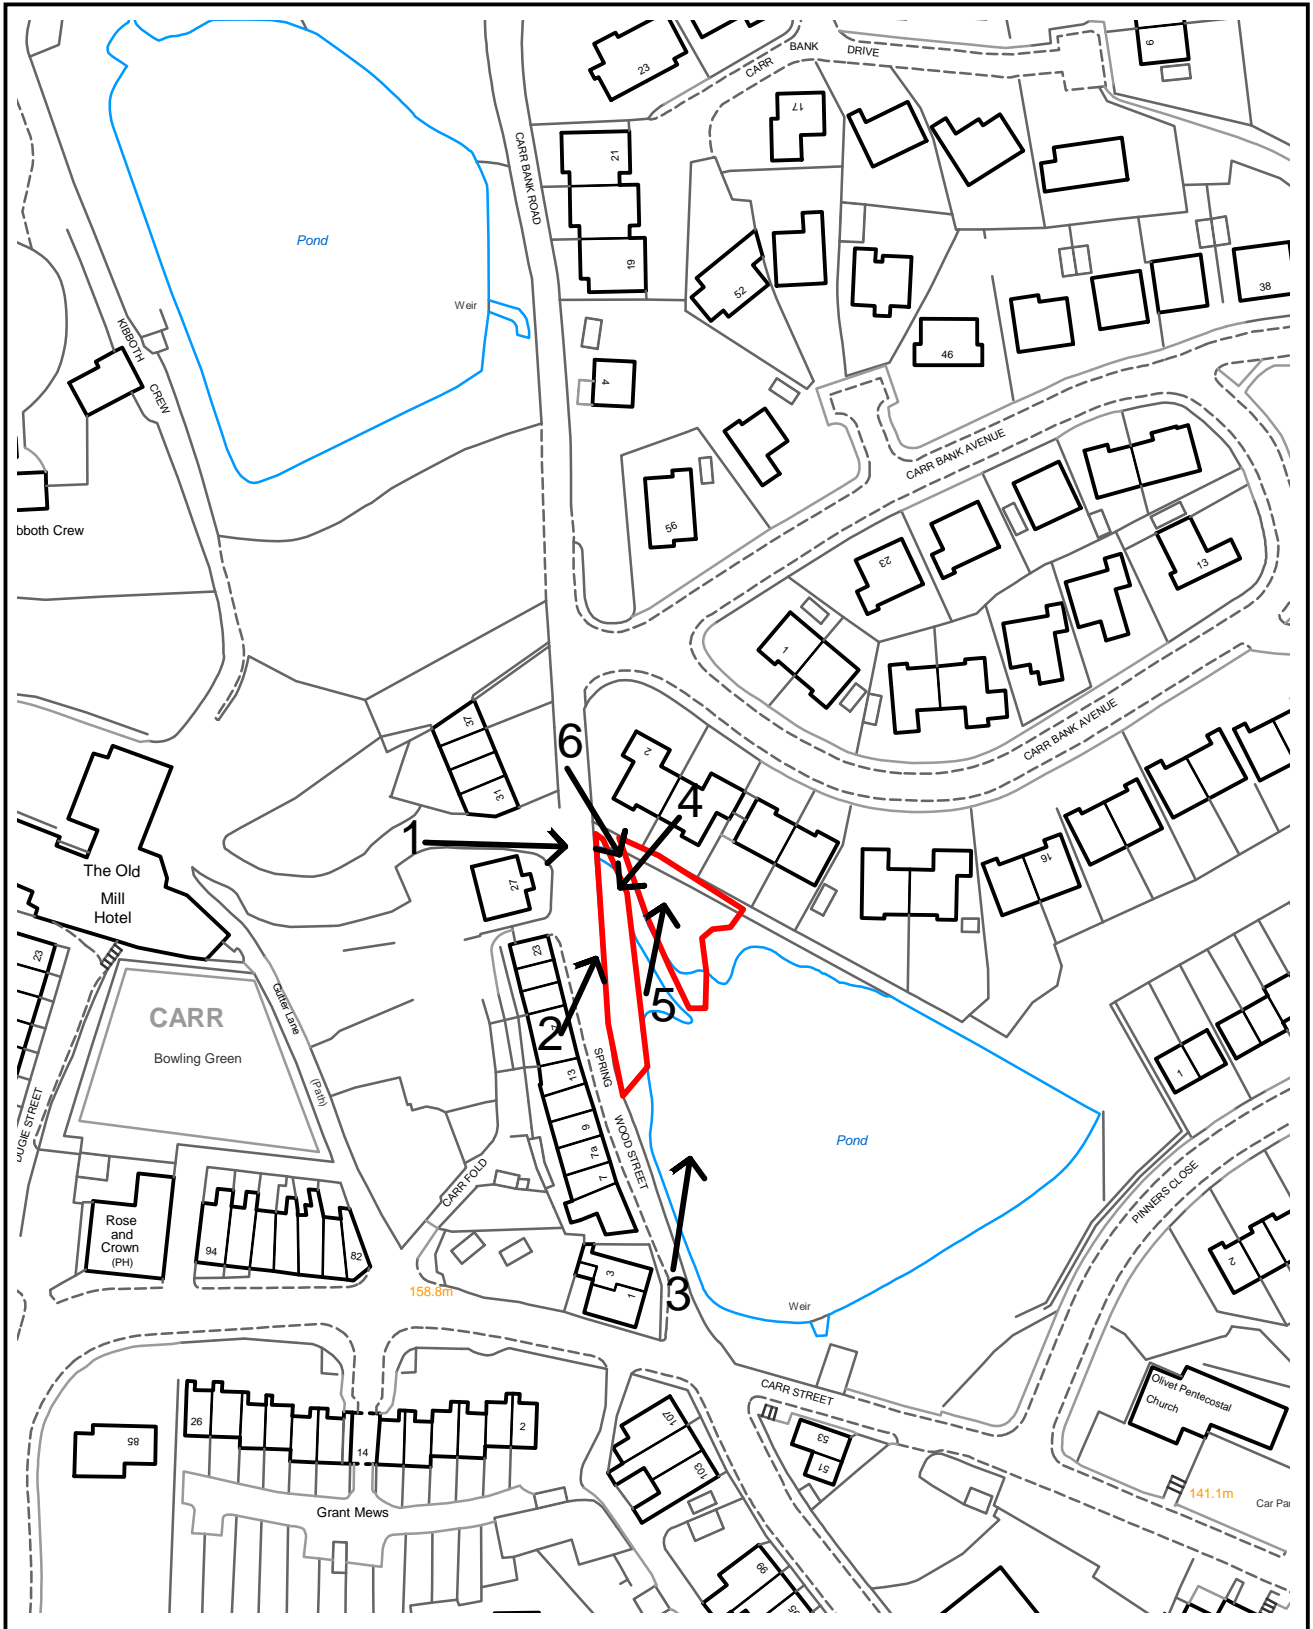 23
BANK
DRIVE
CARR
9
17
CARR BANK ROAD
21
Pond
19
52
38
Weir
KIBBOTH
CREW
46
4
CARR BANK AVENUE
56
bboth Crew
23
13
1
37
2
CARR BANK AVENUE
6
31
4
1
16
The Old
Mill
Hotel
27
23
23
CARR
Gutter Lane
5
2
Bowling Green
SPRING
13
1
(Path)
DUGIE STREET
9
WOOD STREET
Pond
7a
7
CARR FOLD
PINNERS CLOSE
Rose
and
Crown
(PH)
94
82
2
3
1
158.8m
3
Weir
CARR STREET
Olivet Pentecostal
Church
26
14
2
85
107
103
53
51
141.1m
Car Pa
Grant Mews
99
95